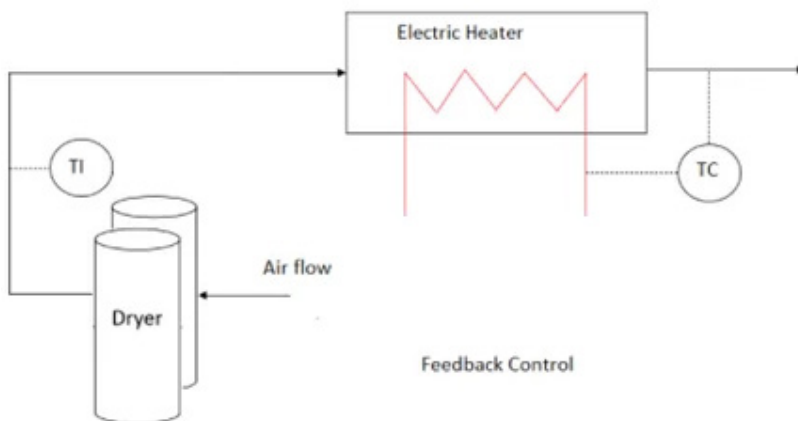 Electric Heater
TI
TC
Air flow
Dryer
Feedback Control